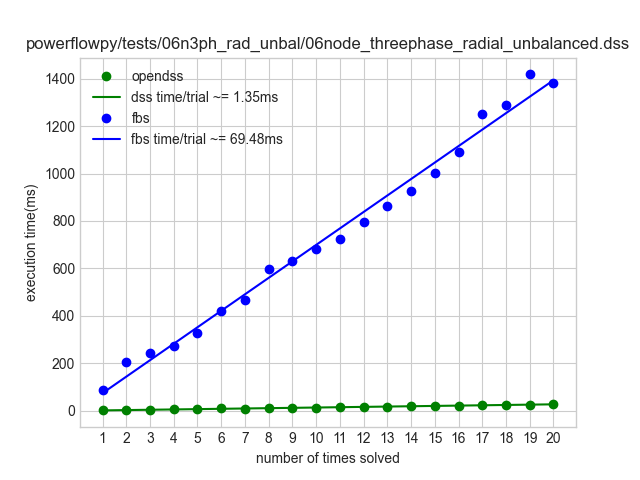 powerflowpy/tests/06n3ph_rad_unbal/06node_threephase_radial_unbalanced.dss
opendss
dss time/trial ~= 1.35ms
fbs
fbs time/trial ~= 69.48ms
execution time(ms)
1400
1200
1000
800
600
400
200
0
1 2 3 4 5 6 7 8 9 10 11 12 13 14 15 16 17 18 19 20
number of times solved